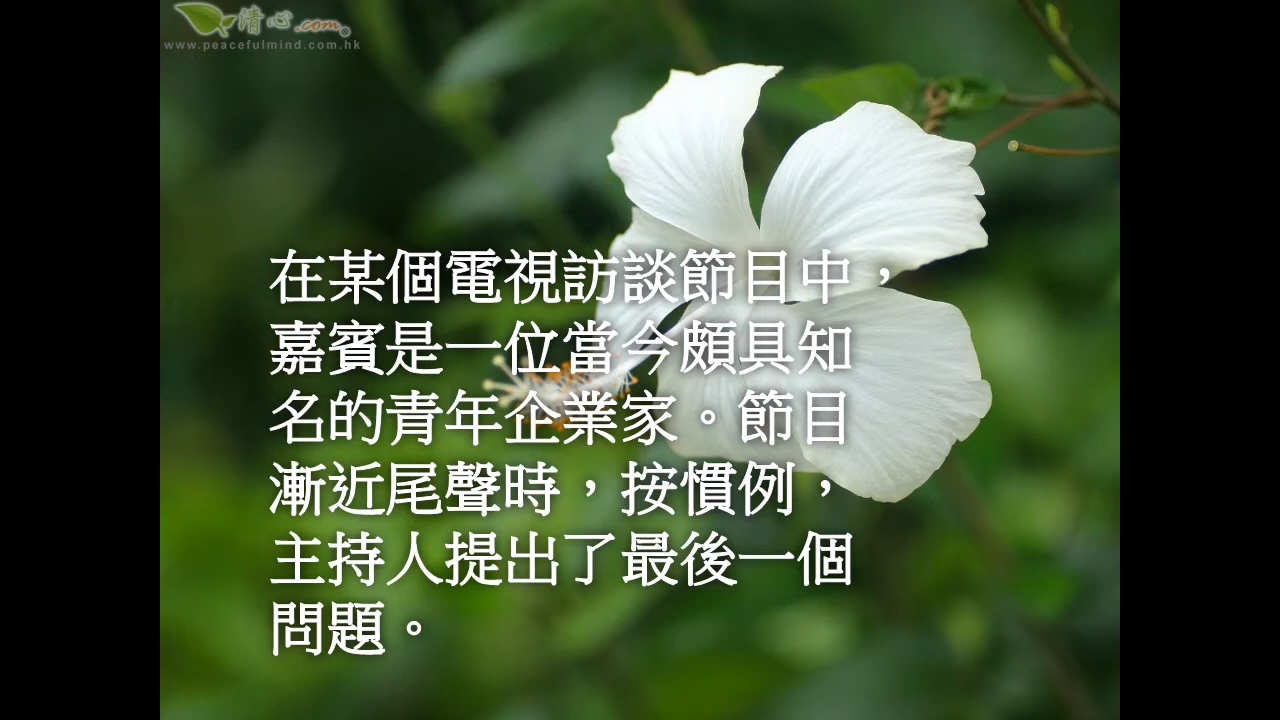 清心.com
www.peacefulmind.com.hk
在某個電視訪談節目中，
嘉賓是一位當今頗具知
名的青年企業家。節目
漸近尾聲時，按慣例，
主持人提出了最後一個
問題。